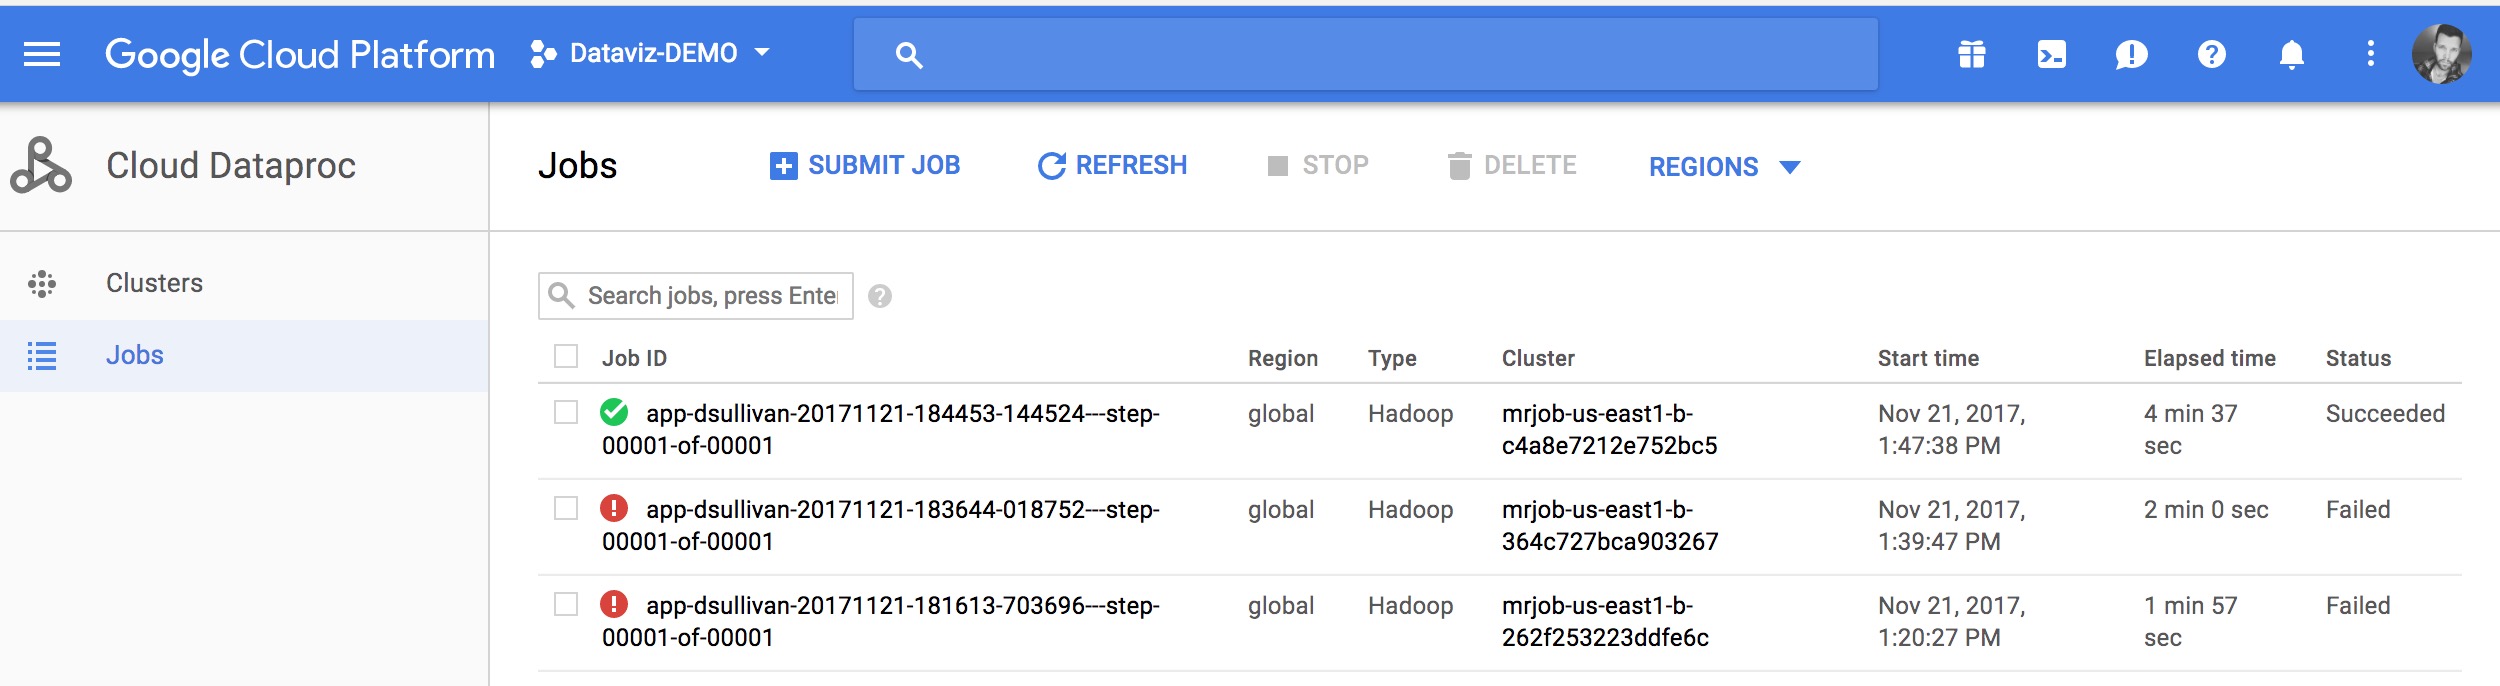 Google Cloud Platform Dataviz-DEMO
Cloud Dataproc
Jobs SUBMIT JOB REFRESH STOP DELETE REGIONS
Clusters
Jobs
Search jobs, press Enter
Job ID Region Type Cluster Start time Elapsed time Status
app-dsullivan-20171121-184453-144524---step- global Hadoop mrjob-us-east1-b- Nov 21, 2017, 4 min 37 Succeeded
00001-of-00001 c4a8e7212e752bc5 1:47:38 PM sec
app-dsullivan-20171121-183644-018752---step- global Hadoop mrjob-us-east1-b- Nov 21, 2017, 2 min 0 sec Failed
00001-of-00001 364c727bca903267 1:39:47 PM
app-dsullivan-20171121-181613-703696---step- global Hadoop mrjob-us-east1-b- Nov 21, 2017, 1 min 57 Failed
00001-of-00001 262f253223ddfe6c 1:20:27 PM sec